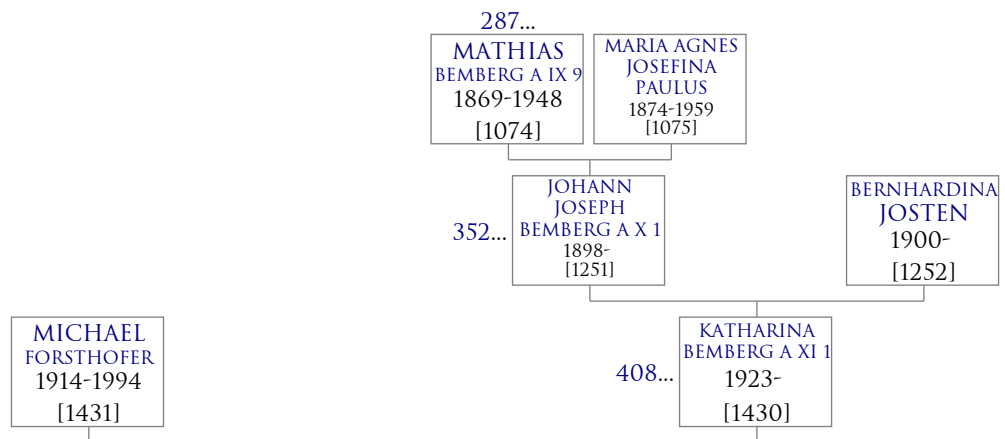 287...
MATHIAS
BEMBERG A IX 9
1869-1948
[1074]
MARIA AGNES
JOSEFINA
PAULUS
1874-1959
[1075]
JOHANN
JOSEPH
BEMBERG A X 1
1898-
[1251]
352...
BERNHARDINA
JOSTEN
1900-
[1252]
MICHAEL
FORSTHOFER
1914-1994
[1431]
KATHARINA
BEMBERG A XI 1
1923-
[1430]
408...